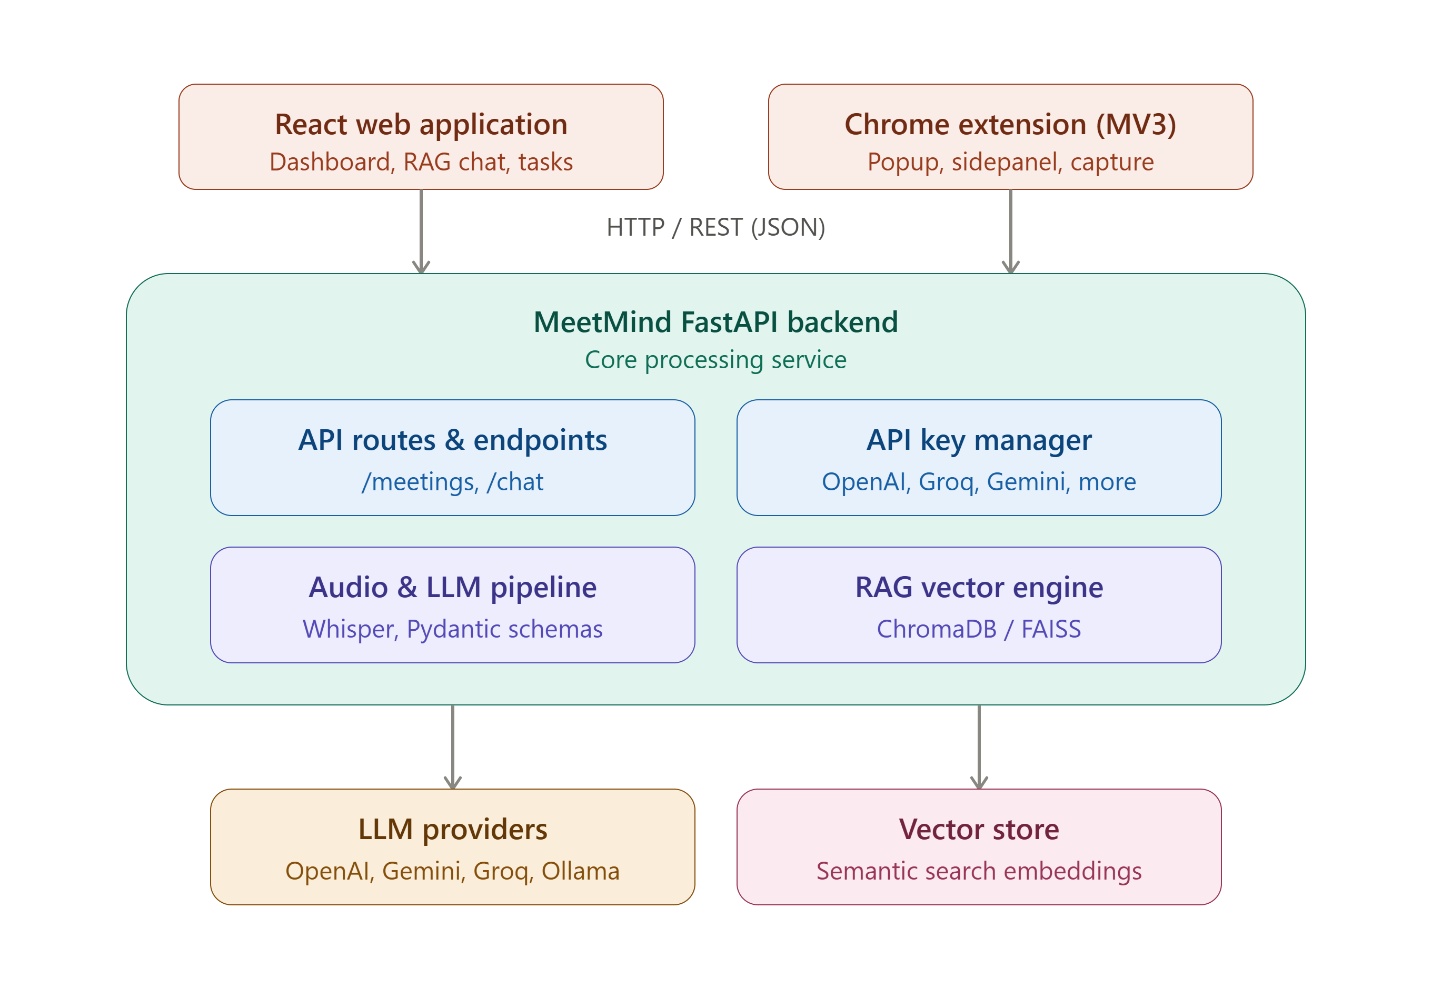 React web application
Dashboard, RAG chat, tasks
Chrome extension (MV3)
Popup, sidepanel, capture
HTTP / REST (JSON)
MeetMind FastAPI backend
Core processing service
API routes & endpoints
/meetings, /chat
API key manager
OpenAI, Groq, Gemini, more
Audio & LLM pipeline
Whisper, Pydantic schemas
RAG vector engine
ChromaDB / FAISS
LLM providers
OpenAI, Gemini, Groq, Ollama
Vector store
Semantic search embeddings